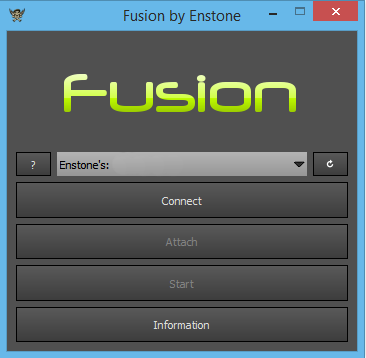 Fusion by Enstone
Fusion
? Enstone's:
Connect
Attach
Start
Information